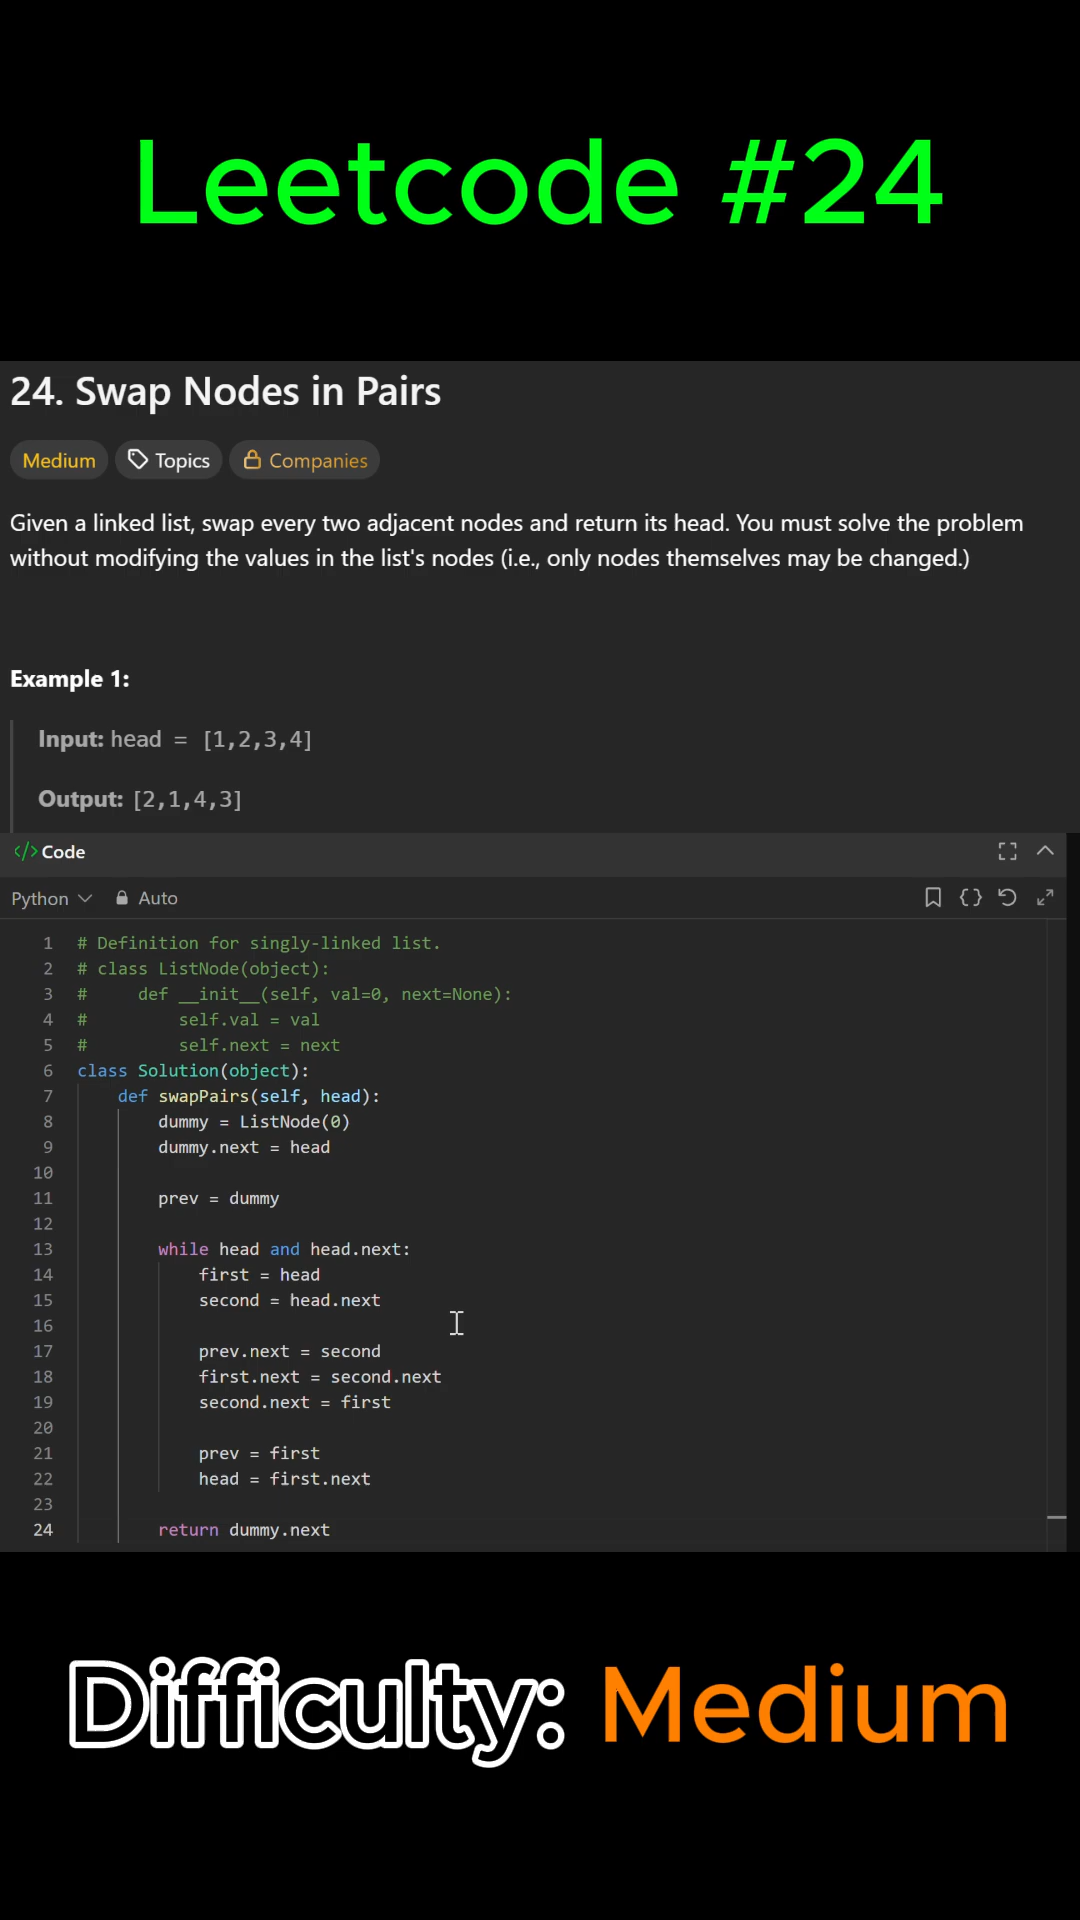 Leetcode #24
24. Swap Nodes in Pairs
Medium Topics Companies
Given a linked list, swap every two adjacent nodes and return its head. You must solve the problem
without modifying the values in the list's nodes (i.e., only nodes themselves may be changed.)
Example 1:
Input: head = [1,2,3,4]
Output: [2,1,4,3]
</> Code
Python Auto
1 # Definition for singly-linked list.
2 # class ListNode(object):
3 #     def __init__(self, val=0, next=None):
4 #         self.val = val
5 #         self.next = next
6 class Solution(object):
7     def swapPairs(self, head):
8         dummy = ListNode(0)
9         dummy.next = head
10
11         prev = dummy
12
13         while head and head.next:
14             first = head
15             second = head.next
16
17             prev.next = second
18             first.next = second.next
19             second.next = first
20
21             prev = first
22             head = first.next
23
24         return dummy.next
Difficulty: Medium